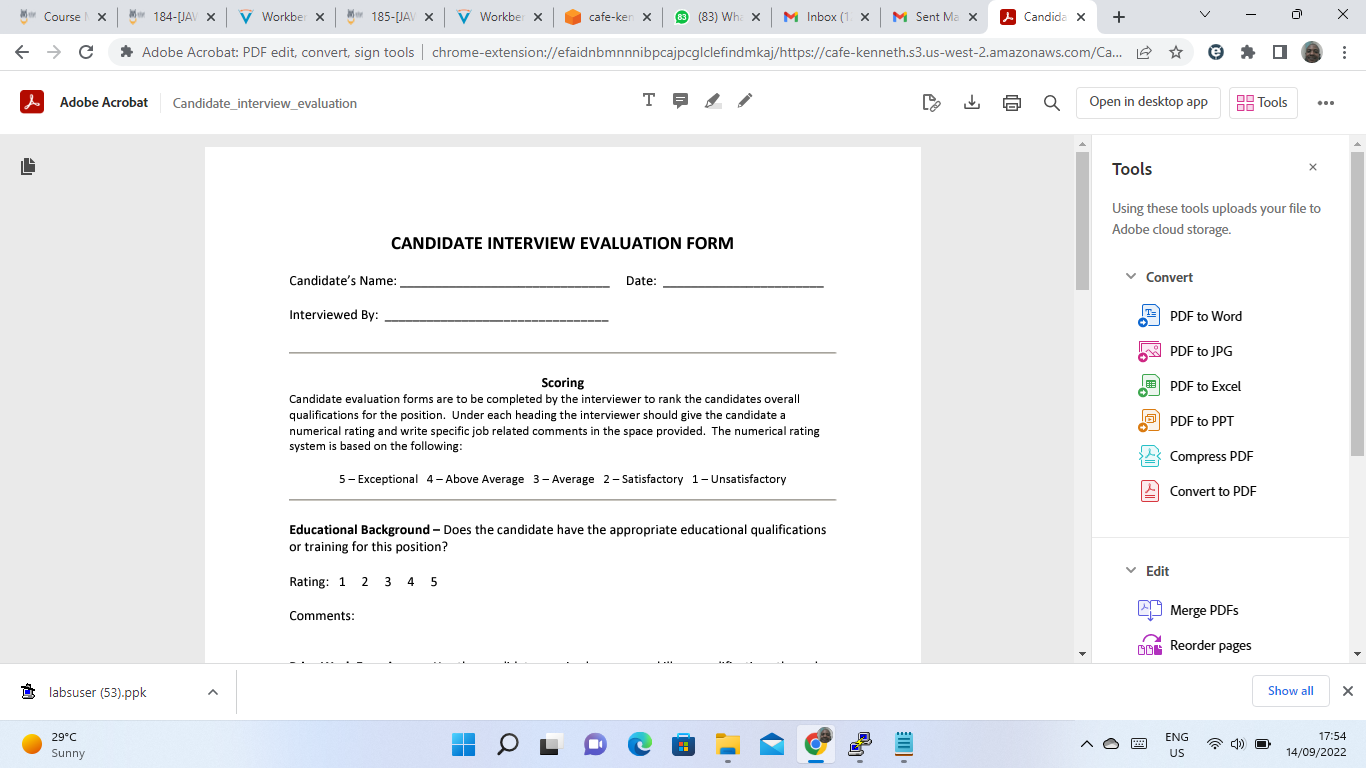 Course M
184-[JAV
Workber
185-[JAV
Workber
cafe-ken
(83) Wha
Inbox (1
Sent Ma
Candida
Adobe Acrobat: PDF edit, convert, sign tools | chrome-extension://efaidnbmnnnibpcajpcglclefindmkaj/https://cafe-kenneth.s3.us-west-2.amazonaws.com/Ca...
Adobe Acrobat
Candidate_interview_evaluation
Open in desktop app
Tools
CANDIDATE INTERVIEW EVALUATION FORM
Candidate's Name: ______________________________ Date: _______________________
Interviewed By: ________________________________
Scoring
Candidate evaluation forms are to be completed by the interviewer to rank the candidates overall
qualifications for the position. Under each heading the interviewer should give the candidate a
numerical rating and write specific job related comments in the space provided. The numerical rating
system is based on the following:
5 – Exceptional 4 – Above Average 3 – Average 2 – Satisfactory 1 – Unsatisfactory
Educational Background – Does the candidate have the appropriate educational qualifications
or training for this position?
Rating: 1 2 3 4 5
Comments:
Tools
Using these tools uploads your file to
Adobe cloud storage.
Convert
PDF to Word
PDF to JPG
PDF to Excel
PDF to PPT
Compress PDF
Convert to PDF
Edit
Merge PDFs
Reorder pages
labsuser (53).ppk
Show all
29°C
Sunny
ENG
US
17:54
14/09/2022